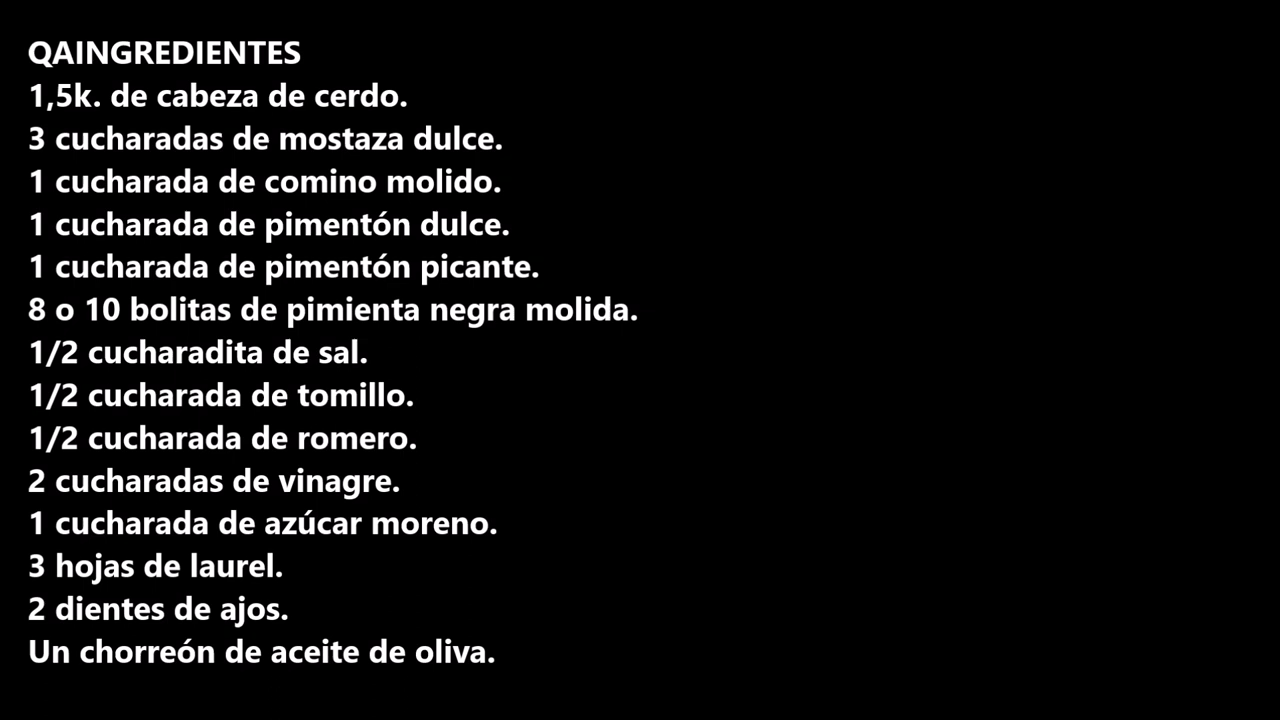 QAINGREDIENTES
1,5k. de cabeza de cerdo.
3 cucharadas de mostaza dulce.
1 cucharada de comino molido.
1 cucharada de pimentón dulce.
1 cucharada de pimentón picante.
8 o 10 bolitas de pimienta negra molida.
1/2 cucharadita de sal.
1/2 cucharada de tomillo.
1/2 cucharada de romero.
2 cucharadas de vinagre.
1 cucharada de azúcar moreno.
3 hojas de laurel.
2 dientes de ajos.
Un chorreón de aceite de oliva.